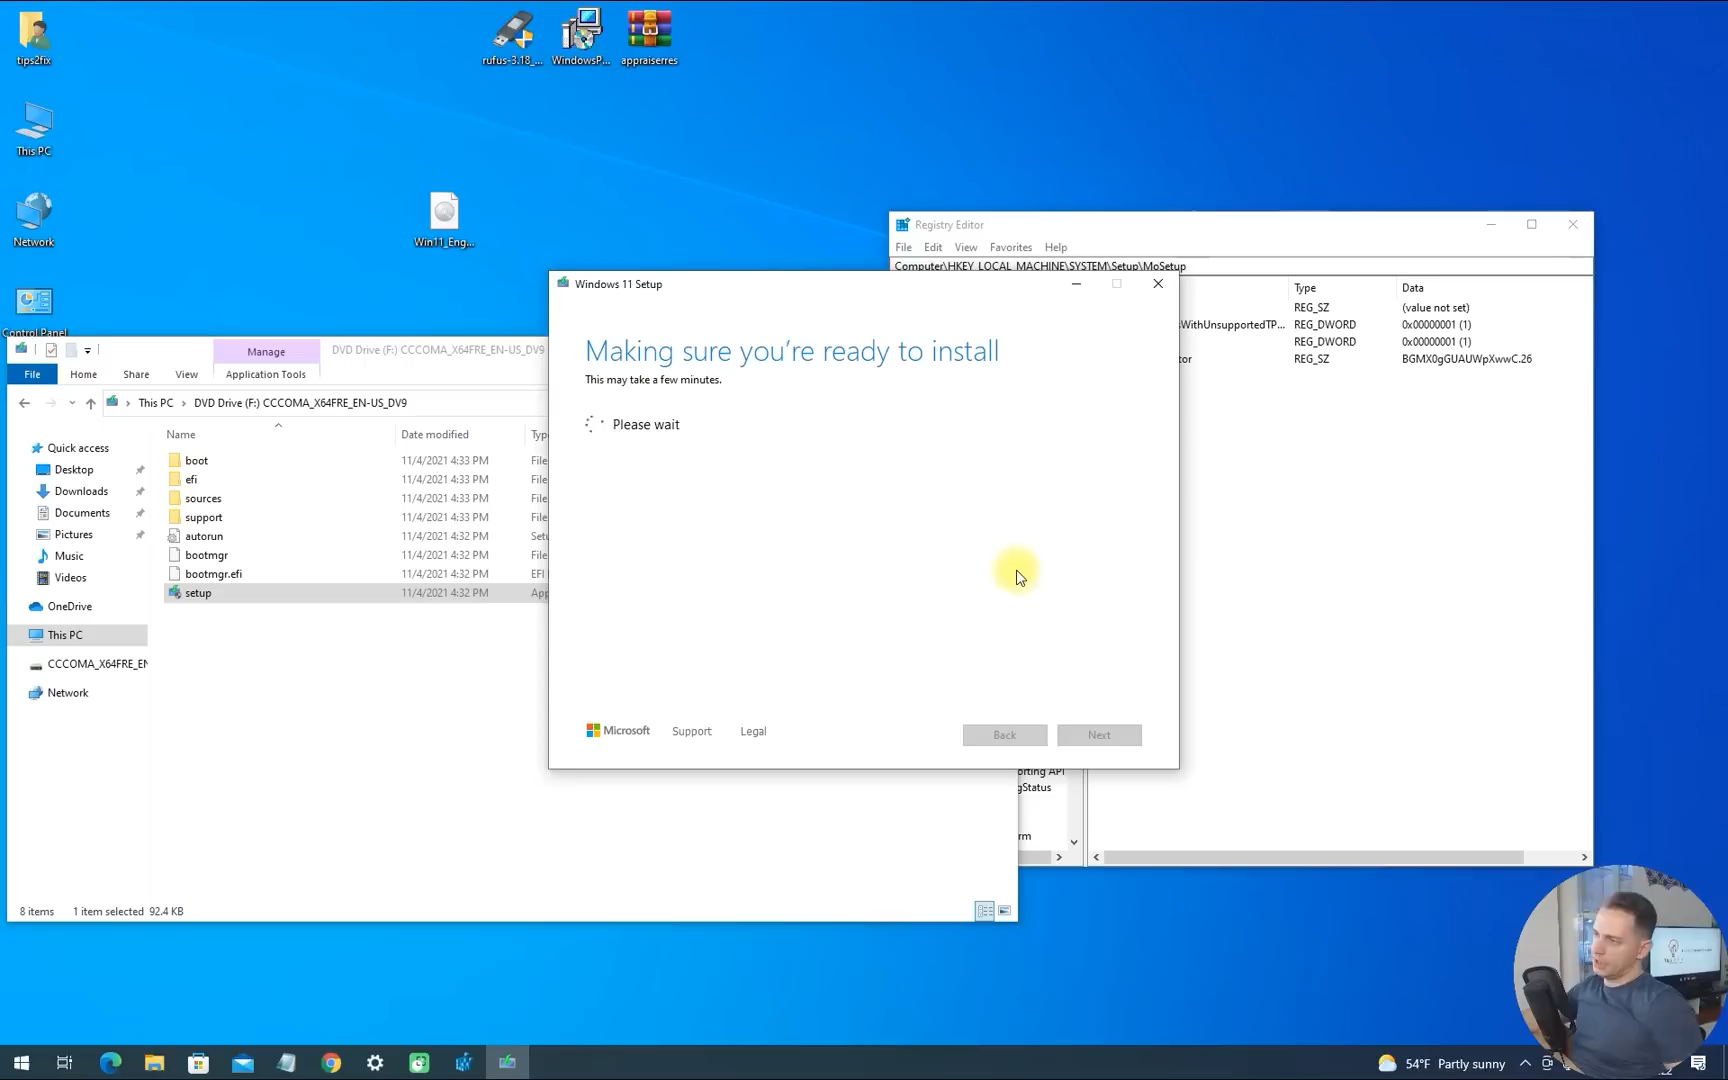 tips2fix
This PC
Network
Control Panel
rufus-3.18_...
WindowsP...
appraiserres
Win11_Eng...
Registry Editor
File Edit View Favorites Help
Computer\HKEY_LOCAL_MACHINE\SYSTEM\Setup\MoSetup
Type Data
REG_SZ (value not set)
sWithUnsupportedTP... REG_DWORD 0x00000001 (1)
REG_DWORD 0x00000001 (1)
tor REG_SZ BGMX0gGUAUWpXwwC.26
orting API
gStatus
rm
Windows 11 Setup
Making sure you're ready to install
This may take a few minutes.
Please wait
Microsoft Support Legal
Back Next
Manage DVD Drive (F:) CCCOMA_X64FRE_EN-US_DV9
File Home Share View Application Tools
This PC DVD Drive (F:) CCCOMA_X64FRE_EN-US_DV9
Name Date modified Typ
Quick access
Desktop
Downloads
Documents
Pictures
Music
Videos
OneDrive
This PC
CCCOMA_X64FRE_EN
Network
boot 11/4/2021 4:33 PM File
efi 11/4/2021 4:33 PM File
sources 11/4/2021 4:33 PM File
support 11/4/2021 4:33 PM File
autorun 11/4/2021 4:32 PM Setu
bootmgr 11/4/2021 4:32 PM File
bootmgr.efi 11/4/2021 4:32 PM EFI
setup 11/4/2021 4:32 PM App
8 items 1 item selected 92.4 KB
54°F Partly sunny